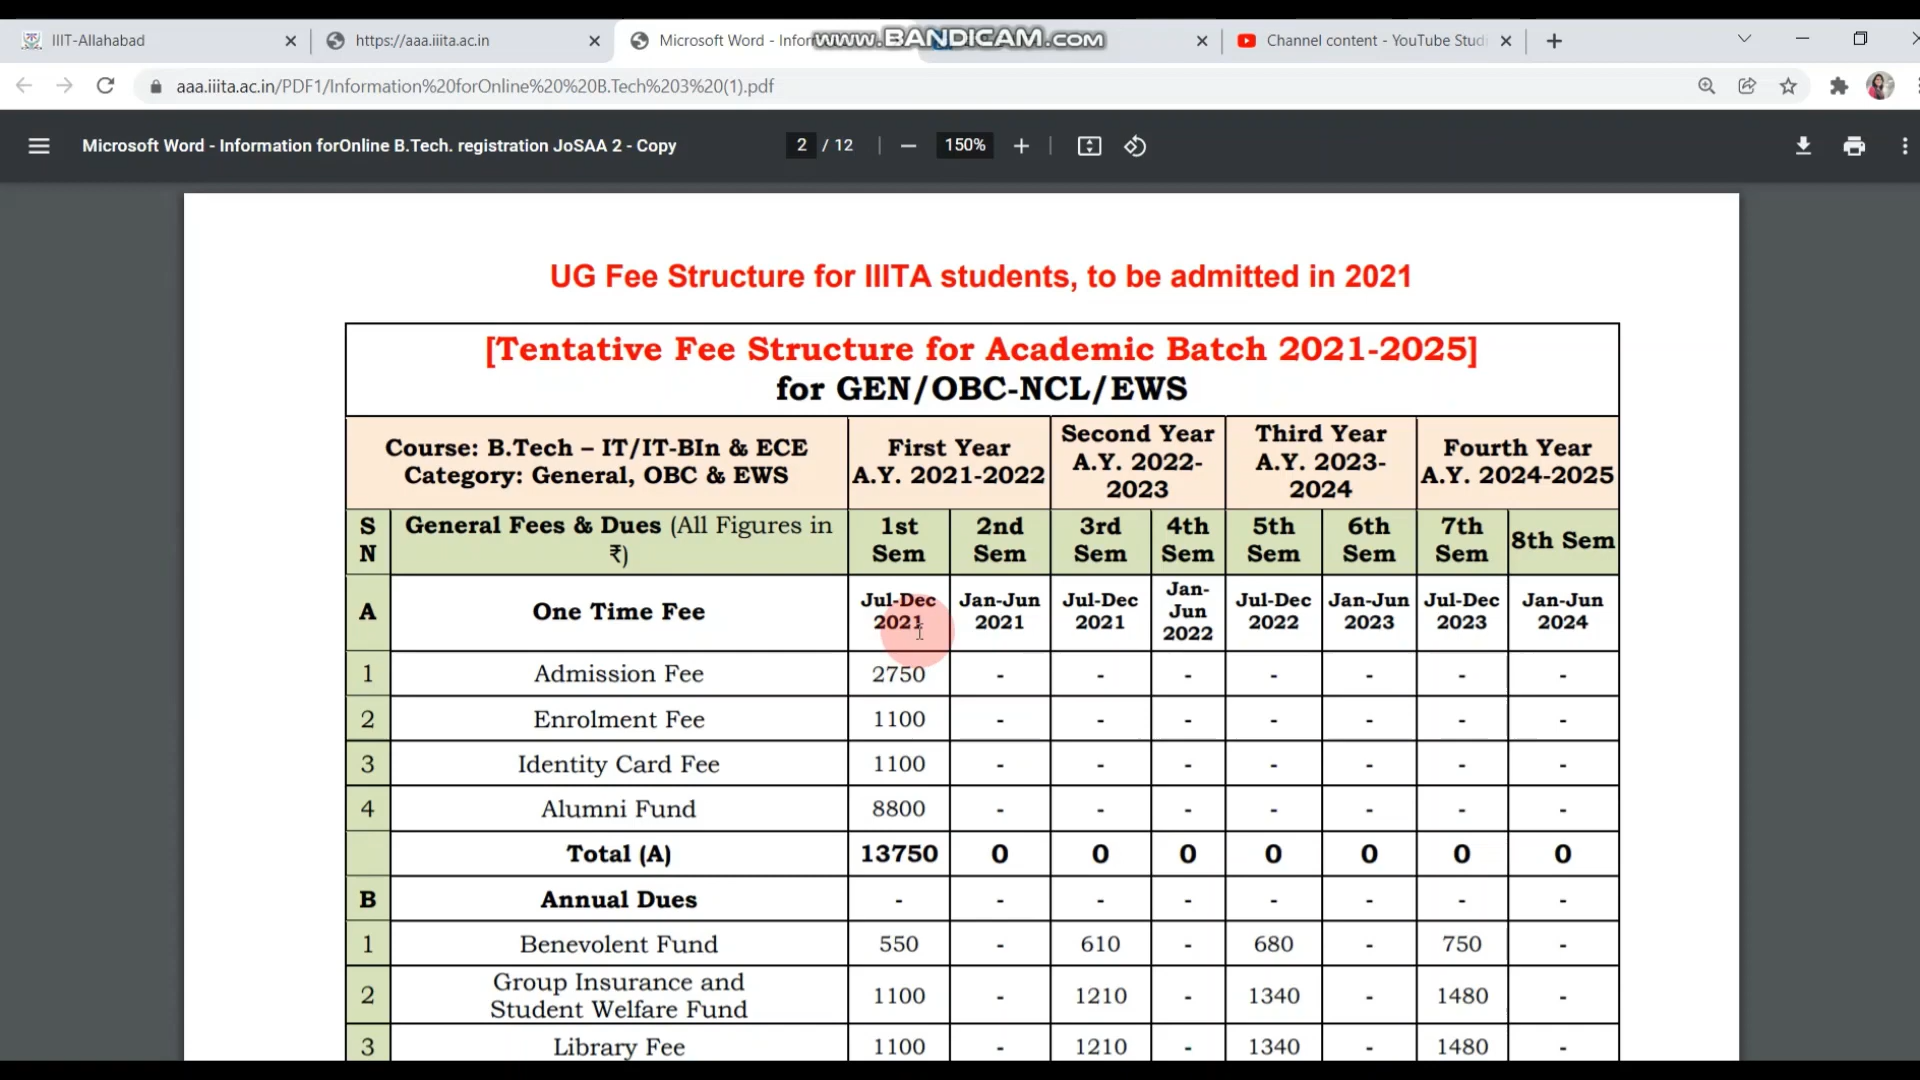 IIIT-Allahabad
https://aaa.iiita.ac.in
Microsoft Word - Infor
www.BANDICAM.com
Channel content - YouTube Studi
aaa.iiita.ac.in/PDF1/Information%20forOnline%20%20B.Tech%203%20(1).pdf
Microsoft Word - Information forOnline B.Tech. registration JoSAA 2 - Copy
2 / 12
150%
UG Fee Structure for IIITA students, to be admitted in 2021
[Tentative Fee Structure for Academic Batch 2021-2025]
for GEN/OBC-NCL/EWS
Course: B.Tech – IT/IT-BIn & ECE
Category: General, OBC & EWS
First Year
A.Y. 2021-2022
Second Year
A.Y. 2022-
2023
Third Year
A.Y. 2023-
2024
Fourth Year
A.Y. 2024-2025
S
N
General Fees & Dues (All Figures in
₹)
1st
Sem
2nd
Sem
3rd
Sem
4th
Sem
5th
Sem
6th
Sem
7th
Sem
8th Sem
A
One Time Fee
Jul-Dec
2021
Jan-Jun
2021
Jul-Dec
2021
Jan-
Jun
2022
Jul-Dec
2022
Jan-Jun
2023
Jul-Dec
2023
Jan-Jun
2024
1 Admission Fee 2750 - - - - - - -
2 Enrolment Fee 1100 - - - - - - -
3 Identity Card Fee 1100 - - - - - - -
4 Alumni Fund 8800 - - - - - - -
Total (A) 13750 0 0 0 0 0 0 0
B Annual Dues - - - - - - - -
1 Benevolent Fund 550 - 610 - 680 - 750 -
2
Group Insurance and
Student Welfare Fund
1100 - 1210 - 1340 - 1480 -
3 Library Fee 1100 - 1210 - 1340 - 1480 -